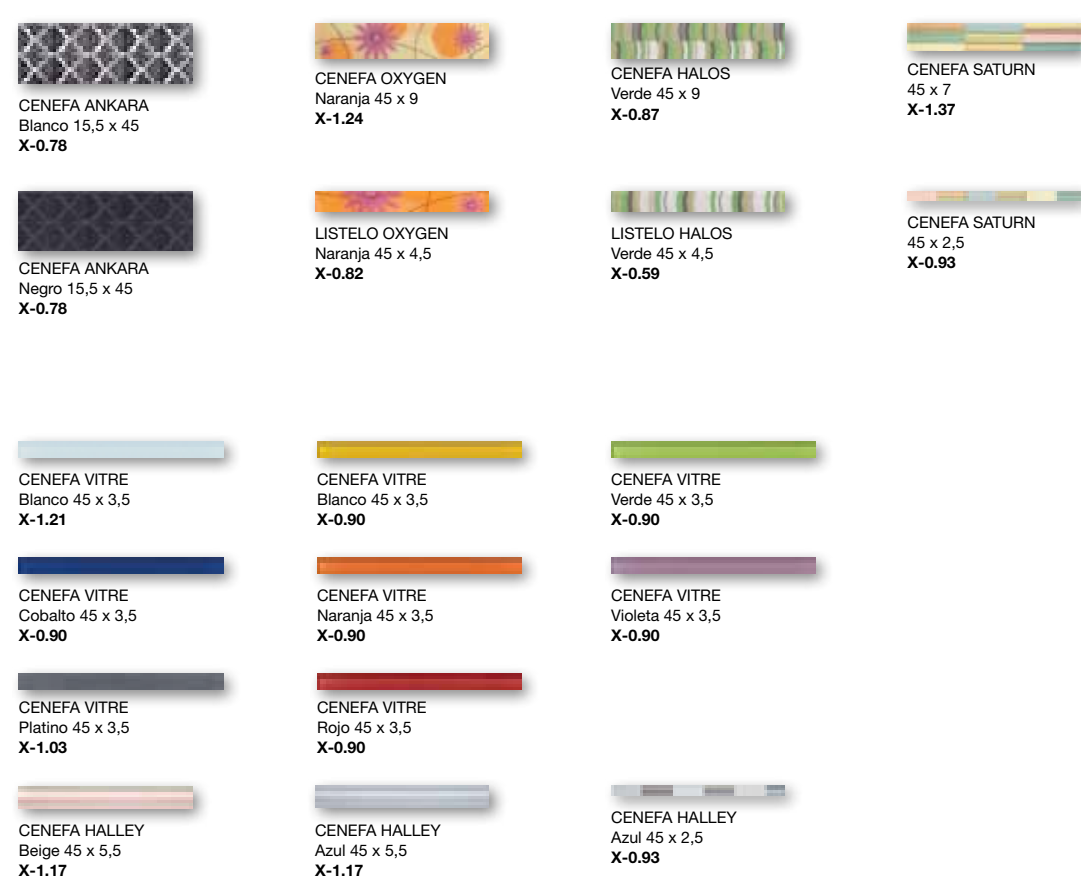 CENEFA ANKARA
Blanco 15,5 x 45
X-0.78
CENEFA OXYGEN
Naranja 45 x 9
X-1.24
CENEFA HALOS
Verde 45 x 9
X-0.87
CENEFA SATURN
45 x 7
X-1.37
CENEFA ANKARA
Negro 15,5 x 45
X-0.78
LISTELO OXYGEN
Naranja 45 x 4,5
X-0.82
LISTELO HALOS
Verde 45 x 4,5
X-0.59
CENEFA SATURN
45 x 2,5
X-0.93
CENEFA VITRE
Blanco 45 x 3,5
X-1.21
CENEFA VITRE
Blanco 45 x 3,5
X-0.90
CENEFA VITRE
Verde 45 x 3,5
X-0.90
CENEFA VITRE
Cobalto 45 x 3,5
X-0.90
CENEFA VITRE
Naranja 45 x 3,5
X-0.90
CENEFA VITRE
Violeta 45 x 3,5
X-0.90
CENEFA VITRE
Platino 45 x 3,5
X-1.03
CENEFA VITRE
Rojo 45 x 3,5
X-0.90
CENEFA HALLEY
Beige 45 x 5,5
X-1.17
CENEFA HALLEY
Azul 45 x 5,5
X-1.17
CENEFA HALLEY
Azul 45 x 2,5
X-0.93